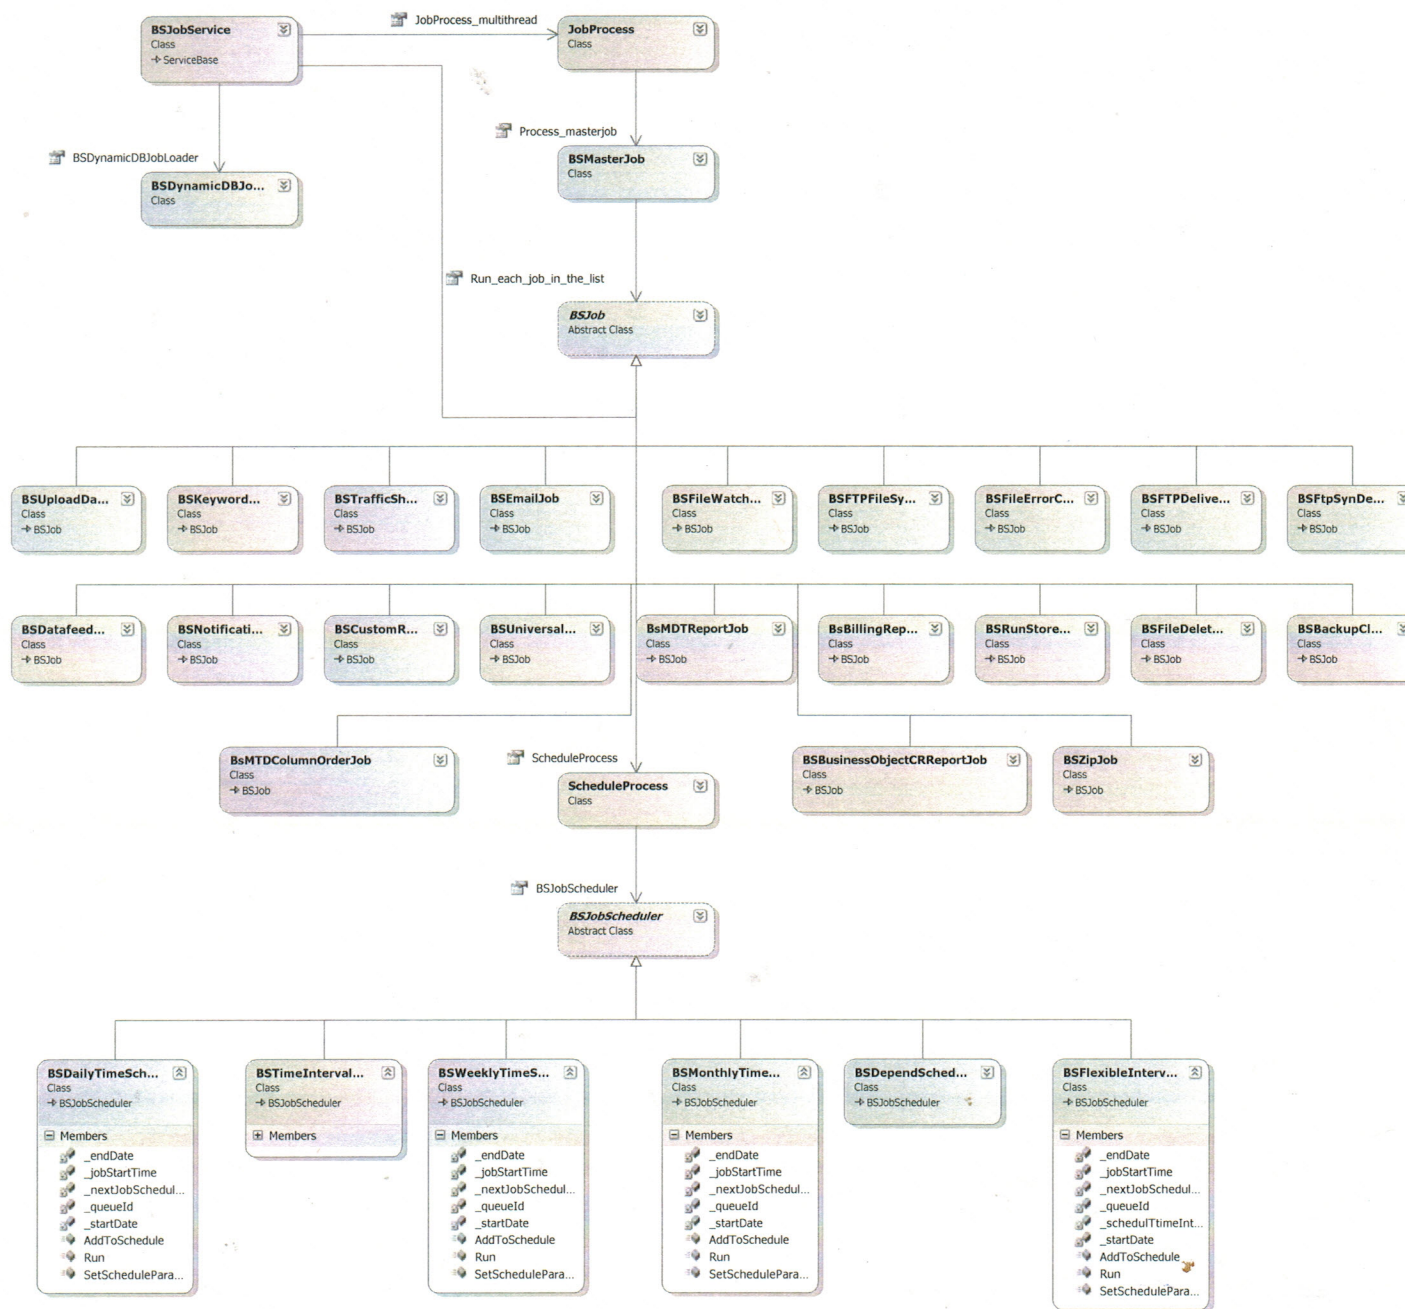 BSJobService
Class
ServiceBase
JobProcess_multithread
JobProcess
Class
Process_masterjob
BSDynamicDBJobLoader
BSMasterJob
Class
BSDynamicDBJo...
Class
Run_each_job_in_the_list
BSJob
Abstract Class
BSUploadDa...
Class
BSJob
BSKeyword...
Class
BSJob
BSTrafficSh...
Class
BSJob
BSEmailJob
Class
BSJob
BSFileWatch...
Class
BSJob
BSFTPFileSy...
Class
BSJob
BSFileErrorC...
Class
BSJob
BSFTPDelive...
Class
BSJob
BSFtpSynDe...
Class
BSJob
BSDatafeed...
Class
BSJob
BSNotificati...
Class
BSJob
BSCustomR...
Class
BSJob
BSUniversal...
Class
BSJob
BsMDTReportJob
Class
BSJob
BsBillingRep...
Class
BSJob
BSRunStore...
Class
BSJob
BSFileDelet...
Class
BSJob
BSBackupCl...
Class
BSJob
BsMTDColumnOrderJob
Class
BSJob
ScheduleProcess
ScheduleProcess
Class
BSBusinessObjectCRReportJob
Class
BSJob
BSZipJob
Class
BSJob
BSJobScheduler
BSJobScheduler
Abstract Class
BSDailyTimeSch...
Class
BSJobScheduler
Members
_endDate
_jobStartTime
_nextJobSchedul...
_queueId
_startDate
AddToSchedule
Run
SetSchedulePara...
BSTimeInterval...
Class
BSJobScheduler
Members
BSWeeklyTimeS...
Class
BSJobScheduler
Members
_endDate
_jobStartTime
_nextJobSchedul...
_queueId
_startDate
AddToSchedule
Run
SetSchedulePara...
BSMonthlyTime...
Class
BSJobScheduler
Members
_endDate
_jobStartTime
_nextJobSchedul...
_queueId
_startDate
AddToSchedule
Run
SetSchedulePara...
BSDependSched...
Class
BSJobScheduler
BSFlexibleInterv...
Class
BSJobScheduler
Members
_endDate
_jobStartTime
_nextJobSchedul...
_queueId
_schedulTtimeInt...
_startDate
AddToSchedule
Run
SetSchedulePara...